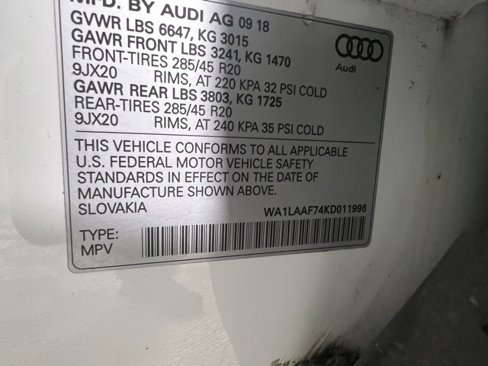 MFD. BY AUDI AG 09 18
GVWR LBS 6647, KG 3015
GAWR FRONT LBS 3241, KG 1470
FRONT-TIRES 285/45 R20
9JX20 RIMS, AT 220 KPA 32 PSI COLD
GAWR REAR LBS 3803, KG 1725
REAR-TIRES 285/45 R20
9JX20 RIMS, AT 240 KPA 35 PSI COLD
Audi
THIS VEHICLE CONFORMS TO ALL APPLICABLE
U.S. FEDERAL MOTOR VEHICLE SAFETY
STANDARDS IN EFFECT ON THE DATE OF
MANUFACTURE SHOWN ABOVE.
SLOVAKIA WA1LAAF74KD011996
TYPE:
MPV